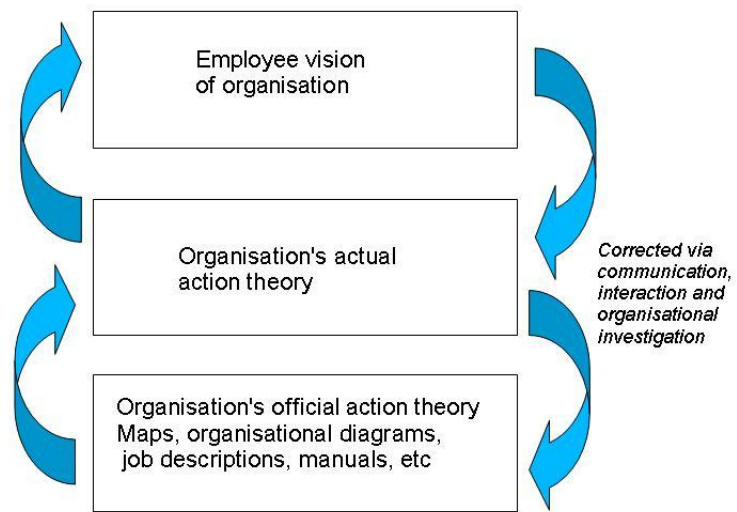 Employee vision
of organisation
Organisation's actual
action theory
Corrected via
communication,
interaction and
organisational
investigation
Organisation's official action theory
Maps, organisational diagrams,
job descriptions, manuals, etc